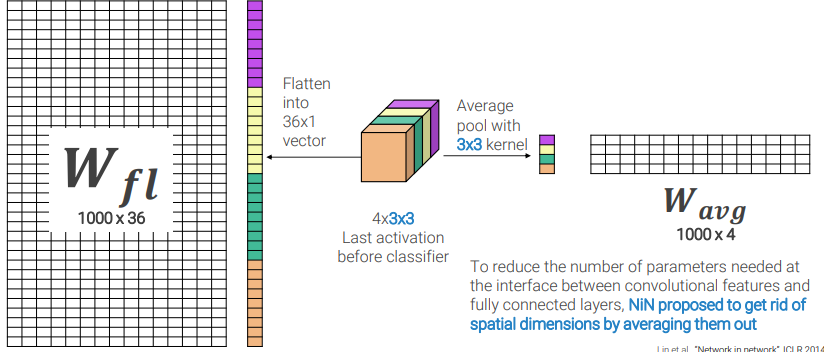 Flatten
into
36x1
vector
Average
pool with
3x3 kernel
W fl
1000 x 36
W avg
1000 x 4
4x3x3
Last activation
before classifier
To reduce the number of parameters needed at
the interface between convolutional features and
fully connected layers, NiN proposed to get rid of
spatial dimensions by averaging them out
Lin et al. "Network in network", ICLR 2014